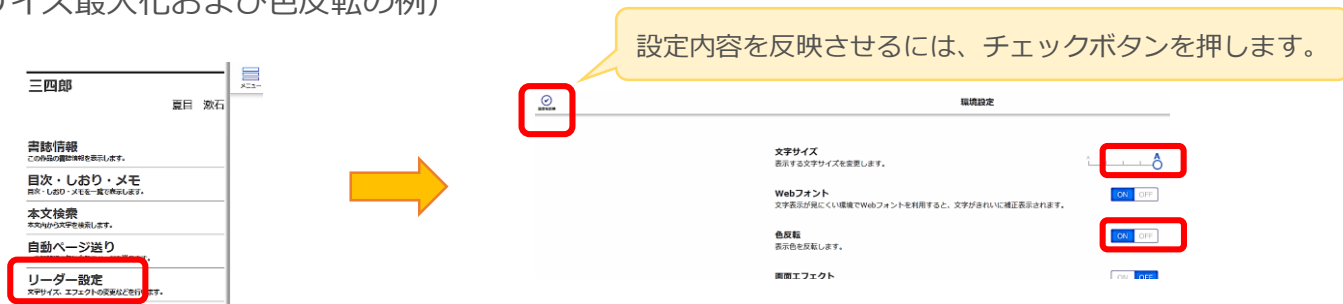 イズ最大化および色反転の例）
設定内容を反映させるには、チェックボタンを押します。
三四郎
メニュー
夏目 漱石
書誌情報
この作品の書誌情報を表示します。
目次・しおり・メモ
目次・しおり・メモを一覧で表示します。
本文検索
本文内から文字を検索します。
自動ページ送り
リーダー設定
文字サイズ、エフェクトの変更などを行います。
環境設定
文字サイズ
表示する文字サイズを変更します。
A
Webフォント
文字表示が見にくい環境でWebフォントを利用すると、文字がきれいに補正表示されます。
ON OFF
色反転
表示色を反転します。
ON OFF
画面エフェクト
ON OFF